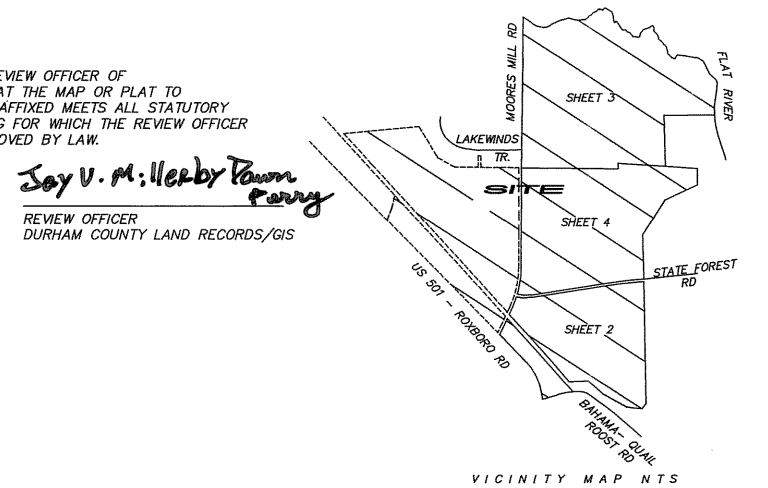 EVIEW OFFICER OF
AT THE MAP OR PLAT TO
AFFIXED MEETS ALL STATUTORY
G FOR WHICH THE REVIEW OFFICER
OVED BY LAW.
Jay V. Miller by Dawn
Perry
REVIEW OFFICER
DURHAM COUNTY LAND RECORDS/GIS
MOORES MILL RD
FLAT RIVER
SHEET 3
LAKEWINDS
TR.
SITE
SHEET 4
STATE FOREST
RD
US 501 - ROXBORO RD
SHEET 2
BAHAMA- QUAIL
ROOST RD
VICINITY MAP NTS